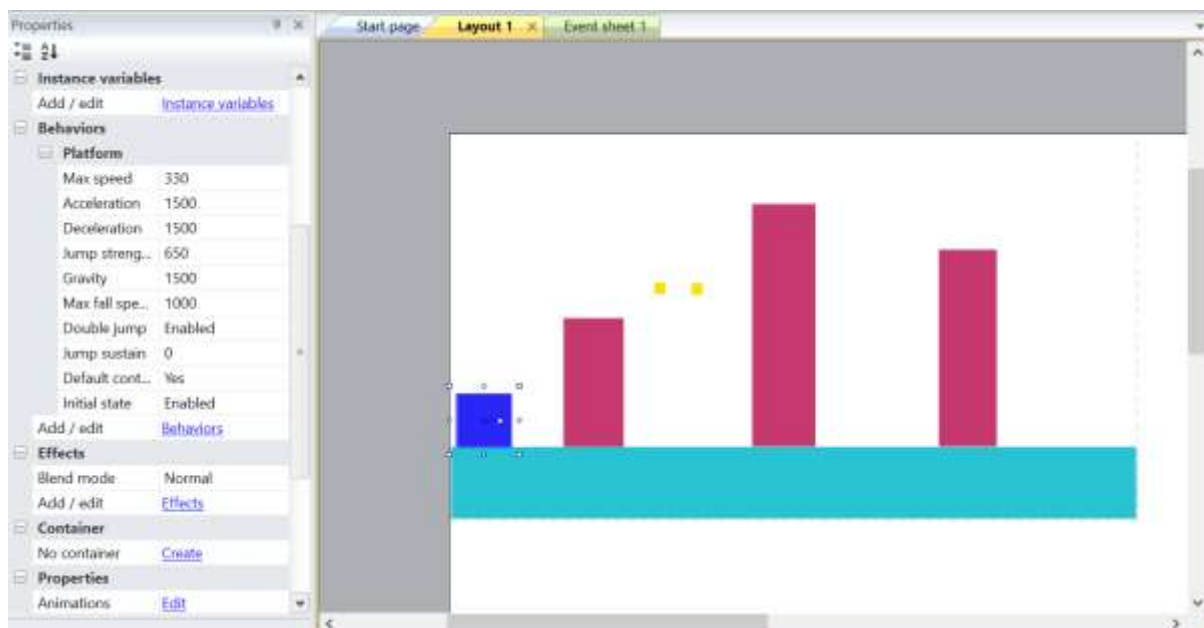 Properties
Start page
Layout 1
Event sheet 1
Instance variables
Add / edit Instance variables
Behaviors
Platform
Max speed 330
Acceleration 1500
Deceleration 1500
Jump streng... 650
Gravity 1500
Max fall spe... 1000
Double jump Enabled
Jump sustain 0
Default cont... Yes
Initial state Enabled
Add / edit Behaviors
Effects
Blend mode Normal
Add / edit Effects
Container
No container Create
Properties
Animations Edit